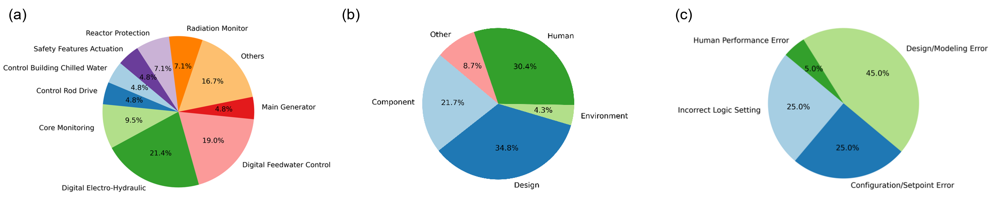 (a)
Radiation Monitor
Reactor Protection
Safety Features Actuation
Others
Control Building Chilled Water
7.1%
7.1%
4.8%
16.7%
4.8%
Control Rod Drive
4.8%
Main Generator
4.8%
Core Monitoring
9.5%
19.0%
21.4%
Digital Feedwater Control
Digital Electro-Hydraulic
(b)
Other
Human
8.7%
30.4%
Component
21.7%
4.3%
Environment
34.8%
Design
(c)
Human Performance Error
Design/Modeling Error
5.0%
45.0%
Incorrect Logic Setting
25.0%
25.0%
Configuration/Setpoint Error